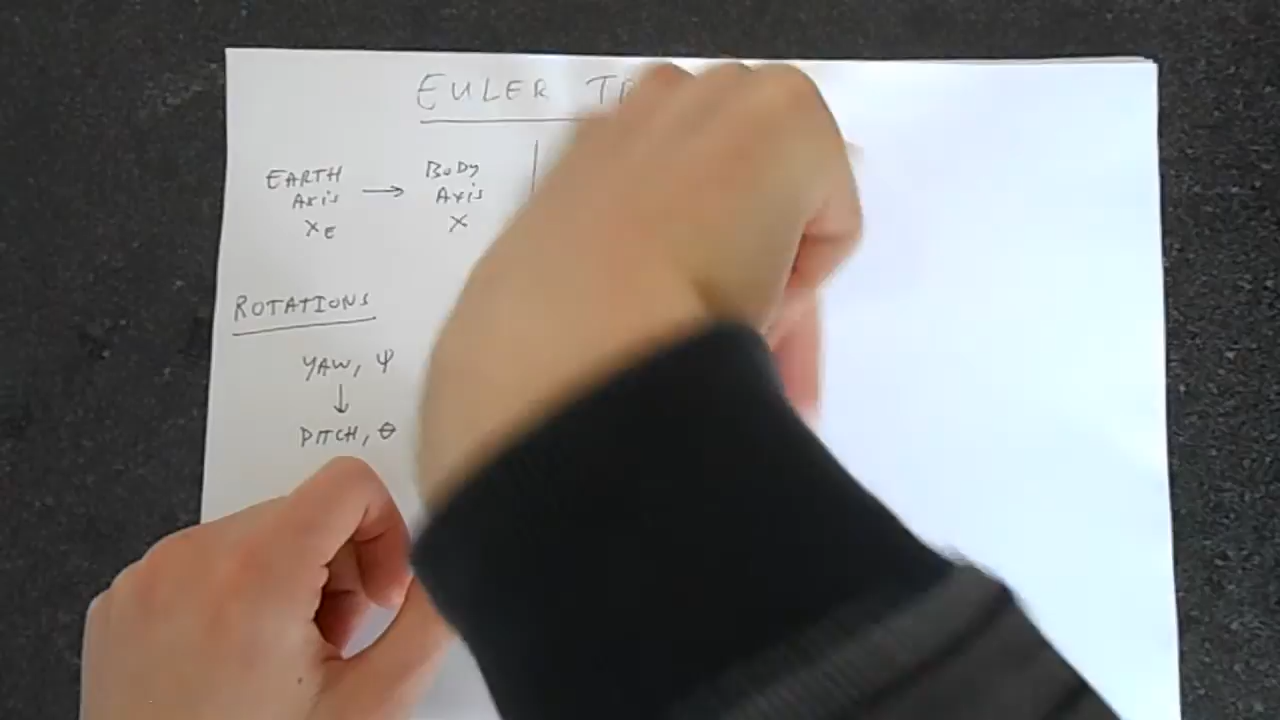 EULER
EARTH
Axis
XE
BODY
Axis
X
ROTATIONS
YAW, ψ
PITCH, θ